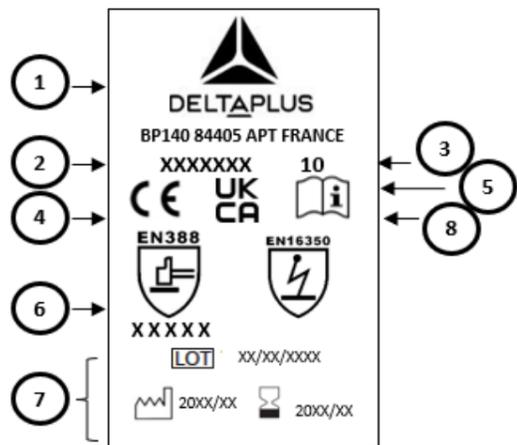 DELTAPLUS
BP140 84405 APT FRANCE
XXXXXXX 10
CE UK CA i
EN388 EN16350
XXXXX
LOT XX/XX/XXXX
20XX/XX 20XX/XX
1
2
4
6
7
3
5
8